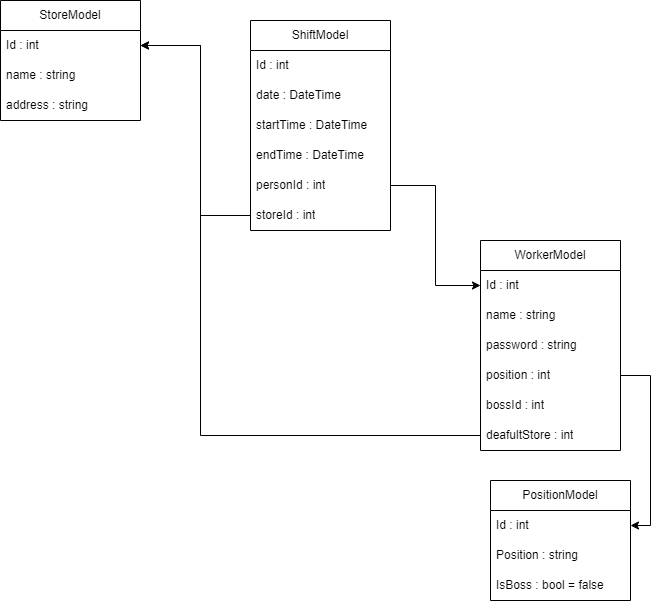 StoreModel
Id : int
name : string
address : string
ShiftModel
Id : int
date : DateTime
startTime : DateTime
endTime : DateTime
personId : int
storeId : int
WorkerModel
Id : int
name : string
password : string
position : int
bossId : int
deafultStore : int
PositionModel
Id : int
Position : string
IsBoss : bool = false